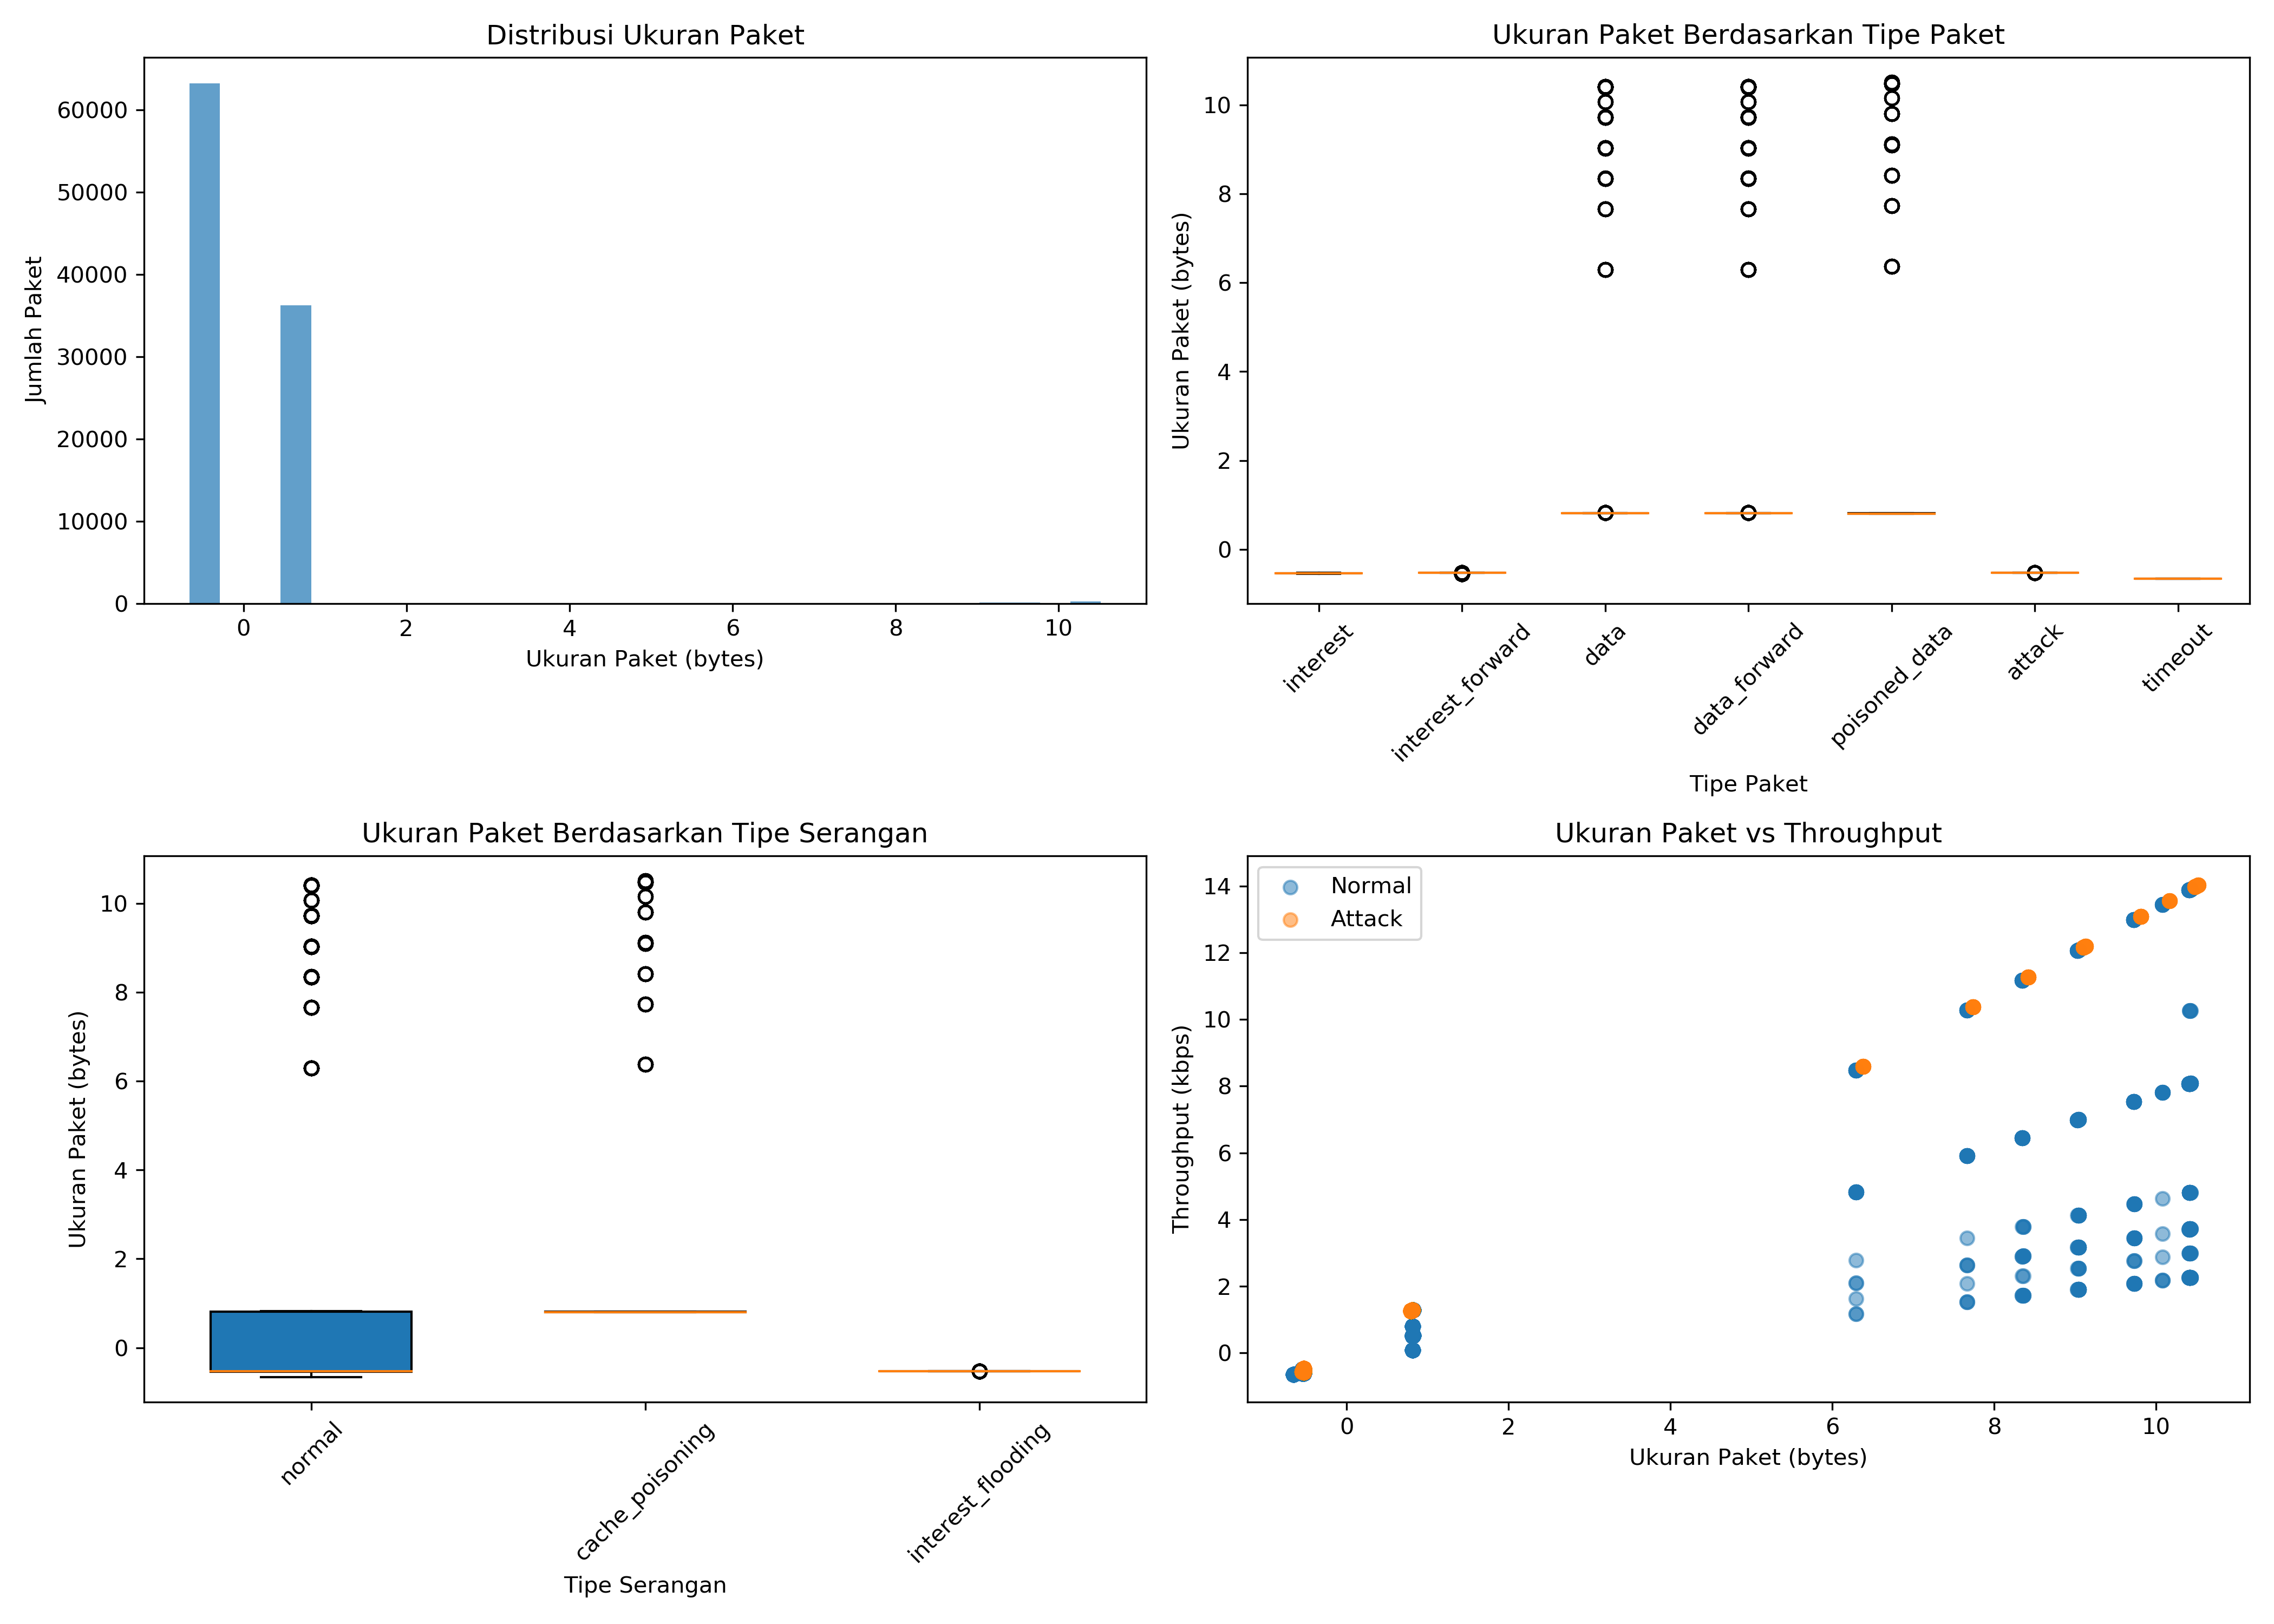 Distribusi Ukuran Paket
Jumlah Paket
60000
50000
40000
30000
20000
10000
0
0 2 4 6 8 10
Ukuran Paket (bytes)
Ukuran Paket Berdasarkan Tipe Paket
Ukuran Paket (bytes)
10
8
6
4
2
0
interest
interest_forward
data
data_forward
poisoned_data
attack
timeout
Tipe Paket
Ukuran Paket Berdasarkan Tipe Serangan
Ukuran Paket (bytes)
10
8
6
4
2
0
normal
cache_poisoning
interest_flooding
Tipe Serangan
Ukuran Paket vs Throughput
Normal
Attack
Throughput (kbps)
14
12
10
8
6
4
2
0
0 2 4 6 8 10
Ukuran Paket (bytes)